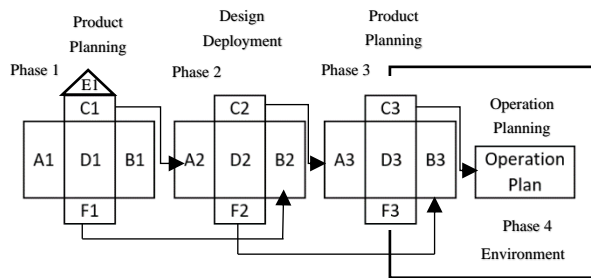 Product
Planning
Design
Deployment
Product
Planning
Phase 1
Phase 2
Phase 3
E1
C1
C2
C3
Operation
Planning
A1 D1 B1
A2 D2 B2
A3 D3 B3
Operation
Plan
F1
F2
F3
Phase 4
Environment